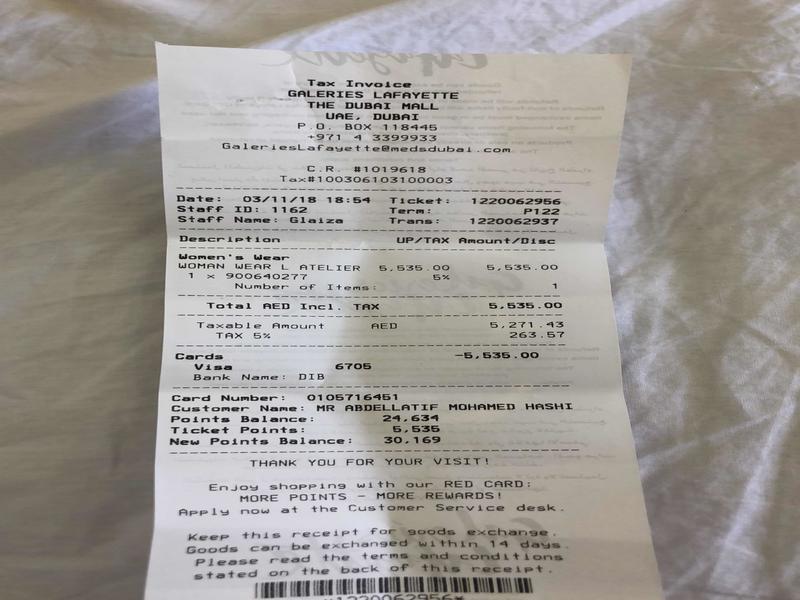 Tax Invoice
GALERIES LAFAYETTE
THE DUBAI MALL
UAE, DUBAI
P.O. BOX 118445
+971 4 3399933
GaleriesLafayette@medsdubai.com
C.R. #1019618
Tax#100306103100003
Date: 03/11/18 18:54 Ticket: 1220062956
Staff ID: 1162 Term: P122
Staff Name: Glaiza Trans: 1220062937
Description UP/TAX Amount/Disc
Women's Wear
WOMAN WEAR L ATELIER 5,535.00 5,535.00
1 x 900640277 5%
Number of Items: 1
Total AED Incl. TAX 5,535.00
Taxable Amount AED 5,271.43
TAX 5% 263.57
Cards -5,535.00
Visa 6705
Bank Name: DIB
Card Number: 0105716451
Customer Name: MR ABDELLATIF MOHAMED HASHI
Points Balance: 24,634
Ticket Points: 5,535
New Points Balance: 30,169
THANK YOU FOR YOUR VISIT!
Enjoy shopping with our RED CARD:
MORE POINTS - MORE REWARDS!
Apply now at the Customer Service desk.
Keep this receipt for goods exchange.
Goods can be exchanged within 14 days.
Please read the terms and conditions
stated on the back of this receipt.
*1220062956*